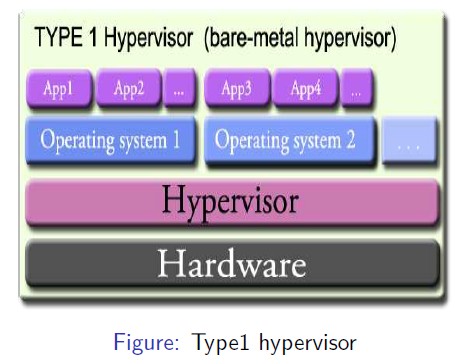 TYPE 1 Hypervisor (bare-metal hypervisor)
App1 App2 ... App3 App4 ...
Operating system 1 Operating system 2 ...
Hypervisor
Hardware
Figure: Type1 hypervisor